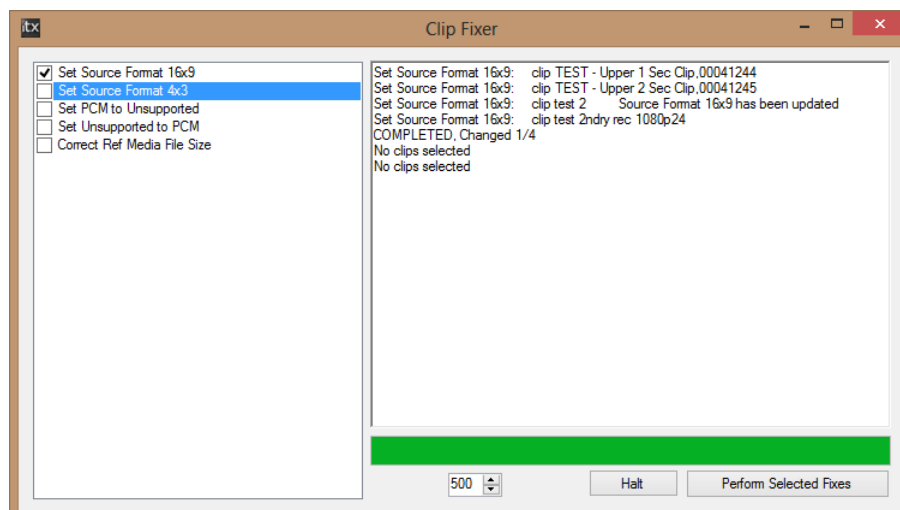 itx
Clip Fixer
Set Source Format 16x9
Set Source Format 4x3
Set PCM to Unsupported
Set Unsupported to PCM
Correct Ref Media File Size
Set Source Format 16x9: clip TEST - Upper 1 Sec Clip,00041244
Set Source Format 16x9: clip TEST - Upper 2 Sec Clip,00041245
Set Source Format 16x9: clip test 2 Source Format 16x9 has been updated
Set Source Format 16x9: clip test 2ndry rec 1080p24
COMPLETED, Changed 1/4
No clips selected
No clips selected
500
Halt
Perform Selected Fixes